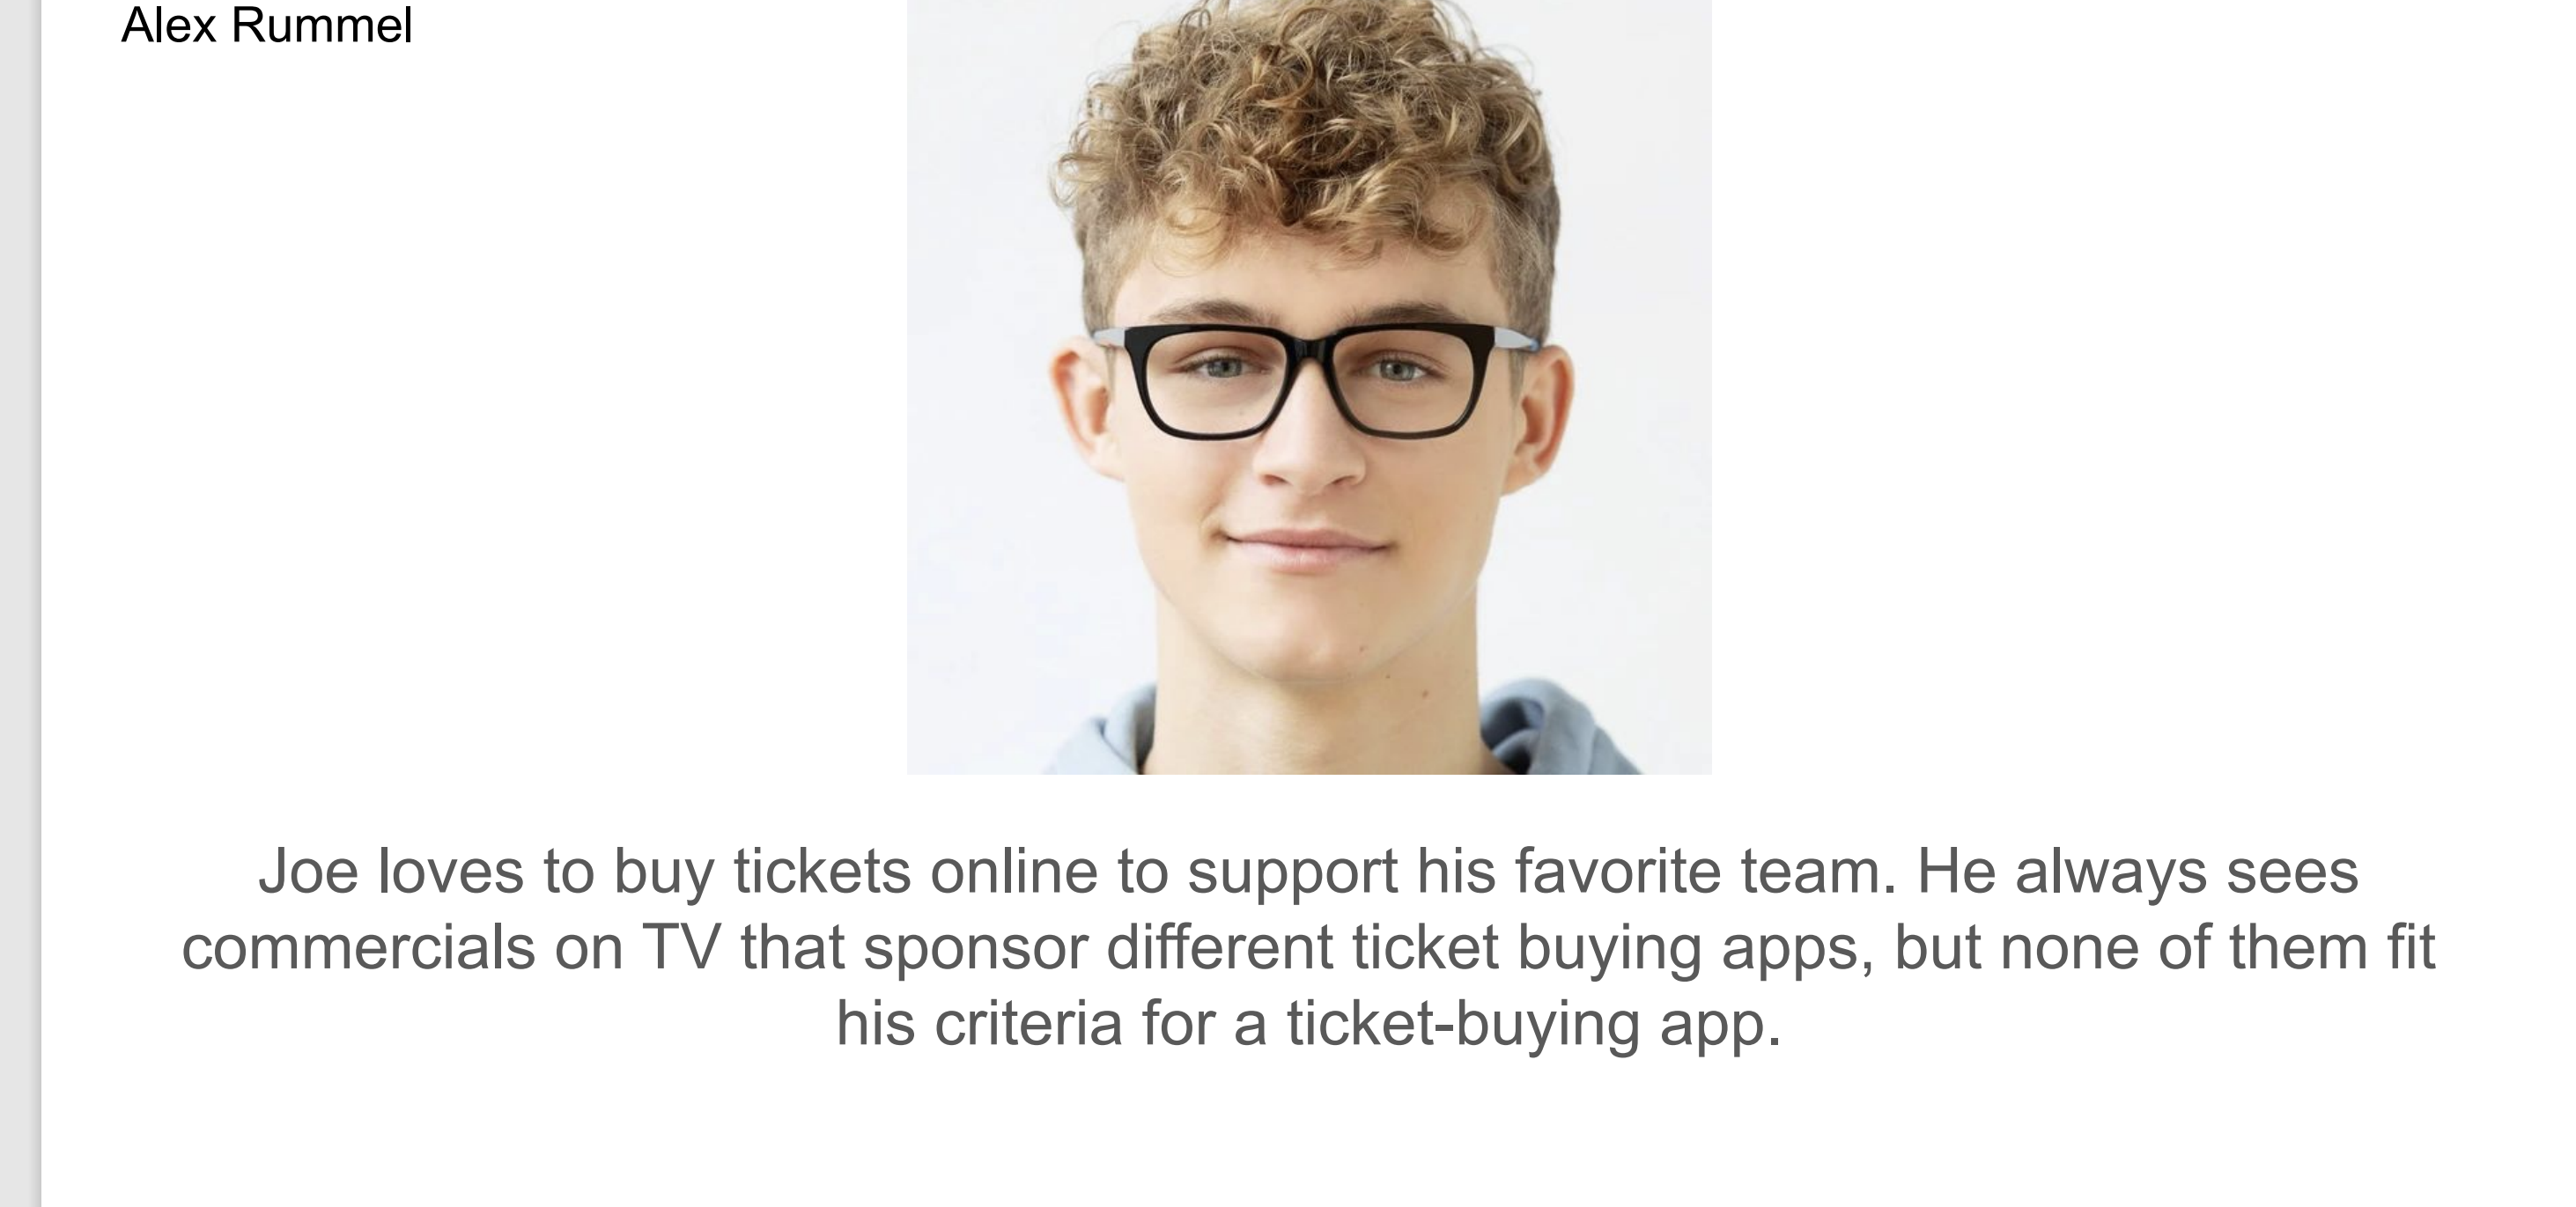 Alex Rummel
Joe loves to buy tickets online to support his favorite team. He always sees
commercials on TV that sponsor different ticket buying apps, but none of them fit
his criteria for a ticket-buying app.